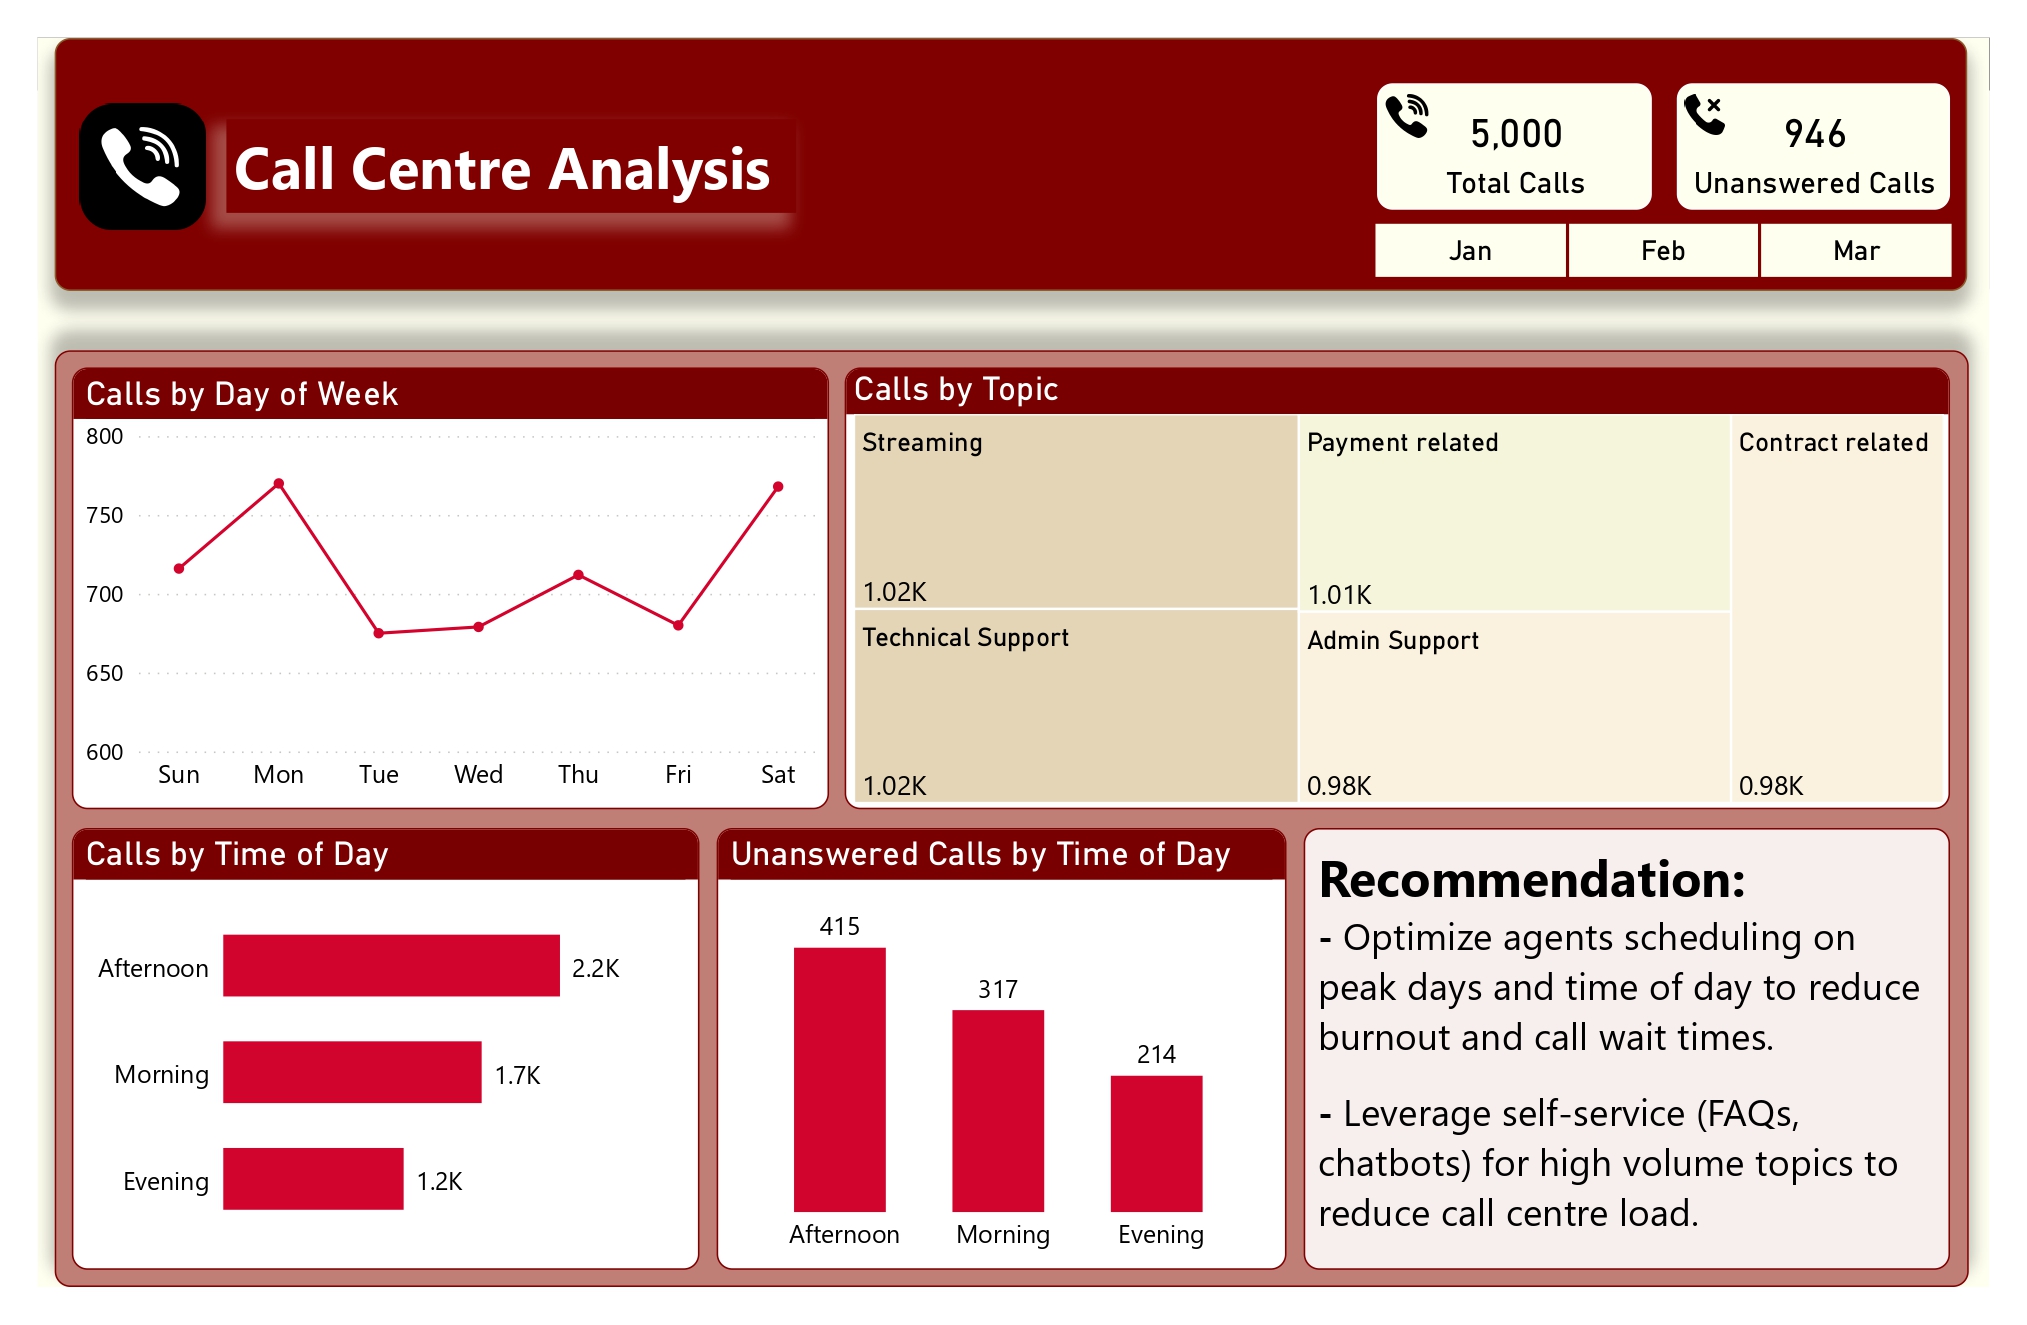 Call Centre Analysis
5,000
Total Calls
946
Unanswered Calls
Jan
Feb
Mar
Calls by Day of Week
800
750
700
650
600
Sun
Mon
Tue
Wed
Thu
Fri
Sat
Calls by Topic
Streaming
1.02K
Technical Support
1.02K
Payment related
1.01K
Admin Support
0.98K
Contract related
0.98K
Calls by Time of Day
Afternoon
2.2K
Morning
1.7K
Evening
1.2K
Unanswered Calls by Time of Day
415
317
214
Afternoon
Morning
Evening
Recommendation:
- Optimize agents scheduling on
peak days and time of day to reduce
burnout and call wait times.
- Leverage self-service (FAQs,
chatbots) for high volume topics to
reduce call centre load.